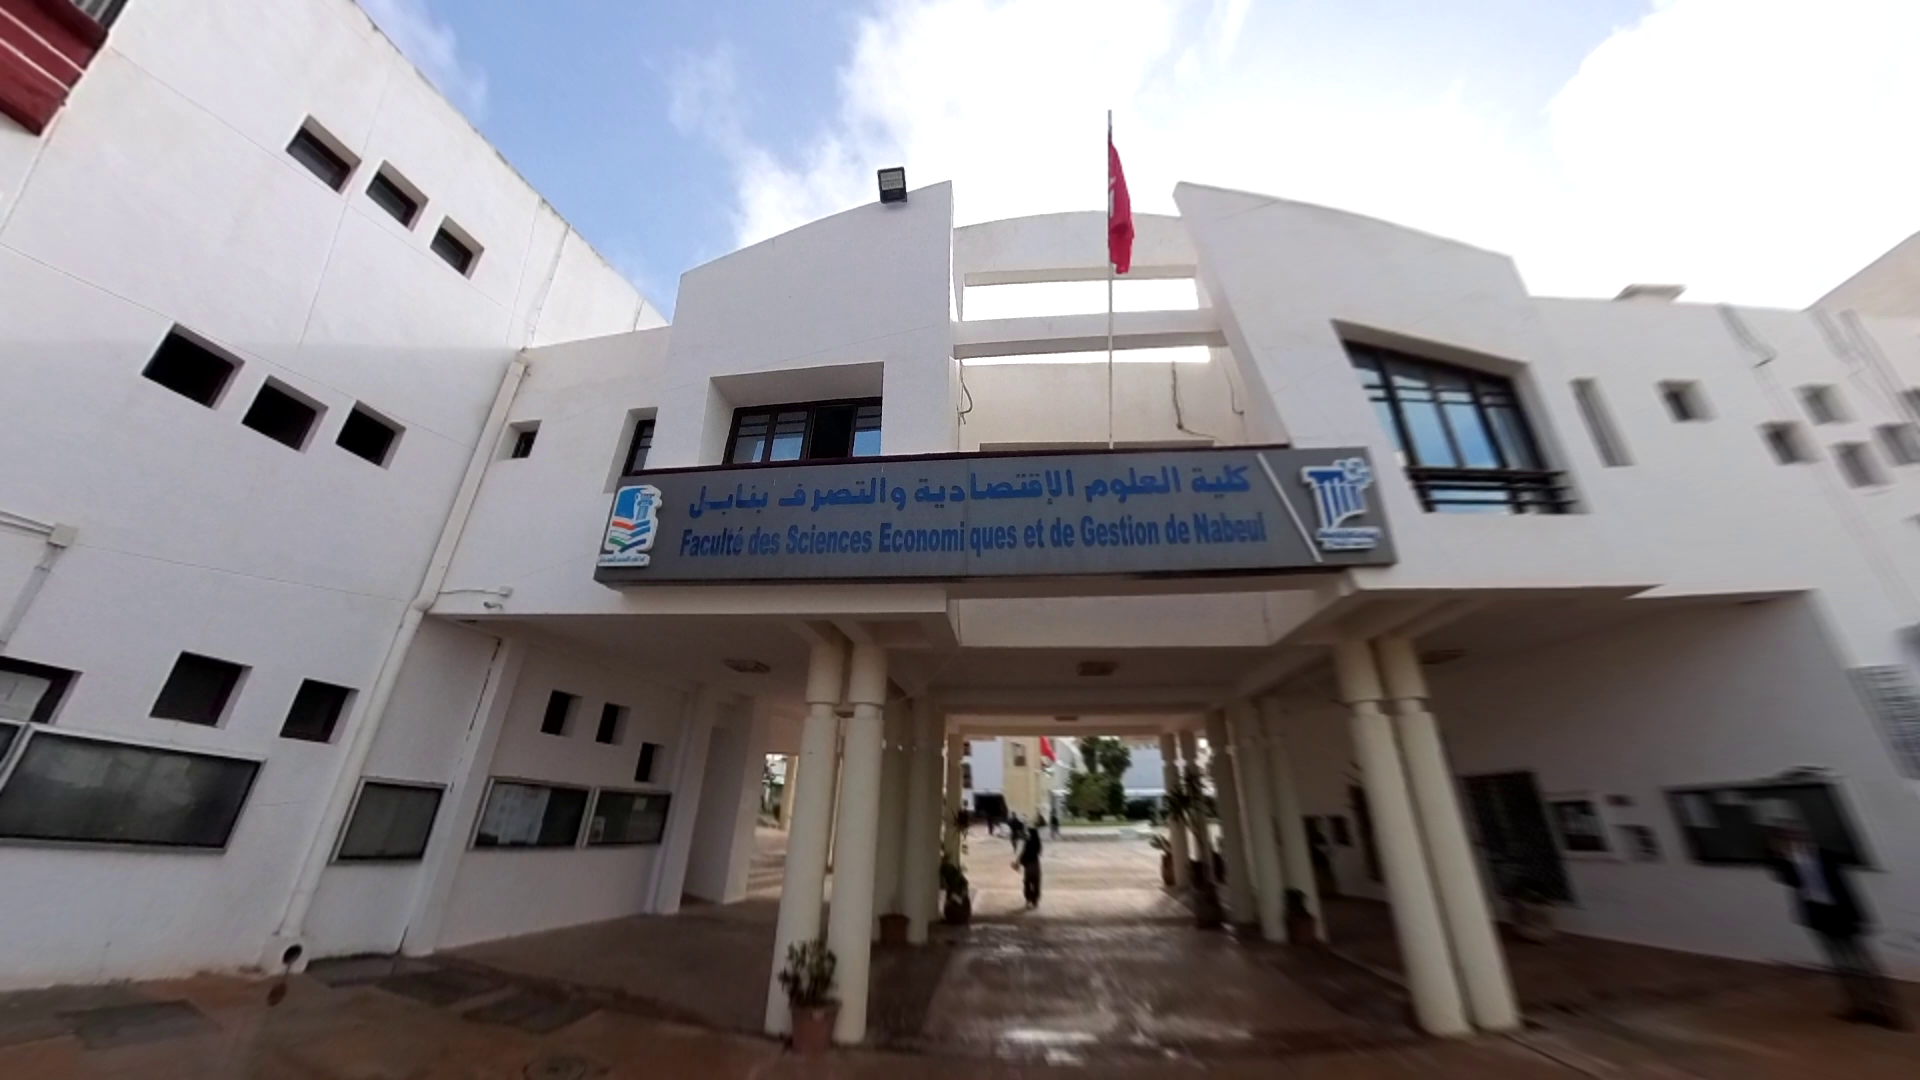 كلية العلوم الإقتصادية والتصرف بنابل
Faculté des Sciences Economiques et de Gestion de Nabeul